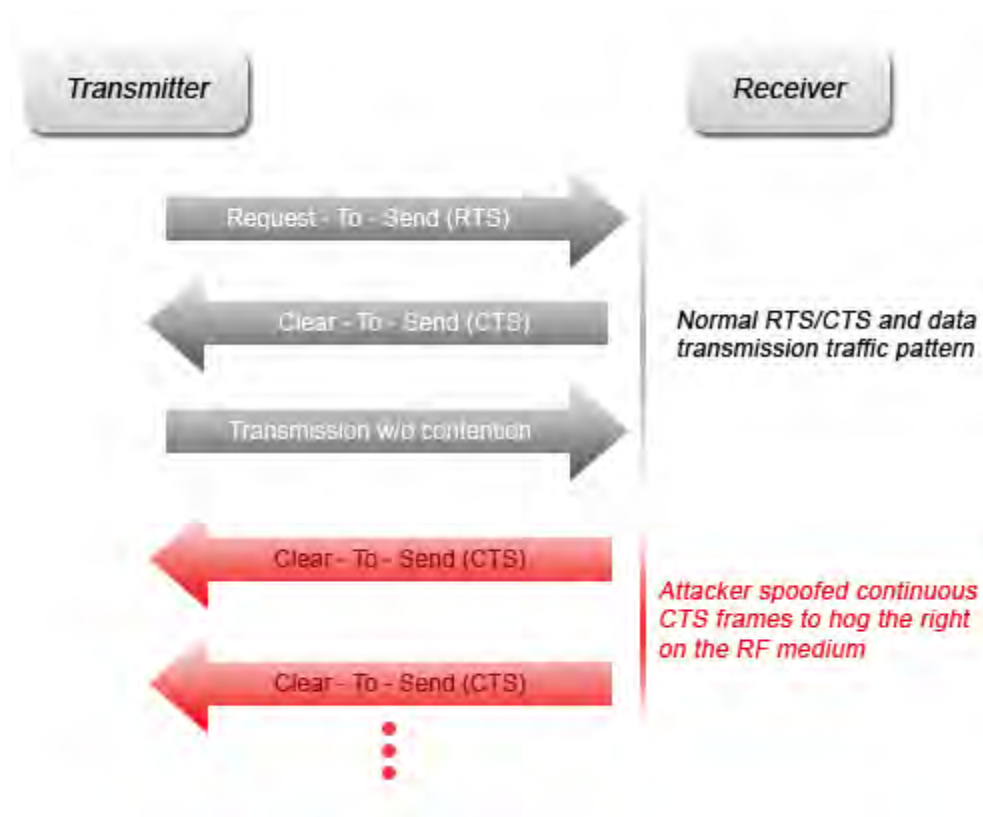 Transmitter
Receiver
Request - To - Send (RTS)
Clear - To - Send (CTS)
Normal RTS/CTS and data
transmission traffic pattern
Transmission w/o contention
Clear - To - Send (CTS)
Attacker spoofed continuous
CTS frames to hog the right
on the RF medium
Clear - To - Send (CTS)